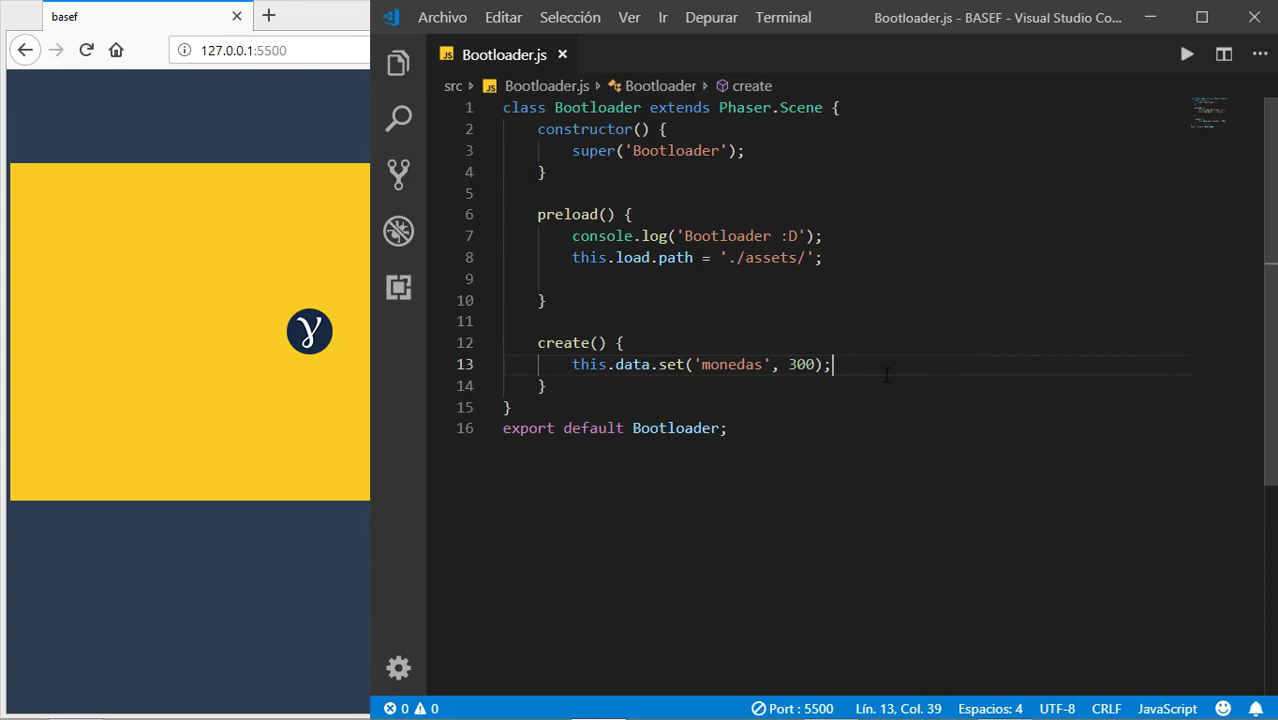 basef
127.0.0.1:5500
γ
Archivo Editar Selección Ver Ir Depurar Terminal Bootloader.js - BASEF - Visual Studio Co...
JS Bootloader.js
src > JS Bootloader.js > Bootloader > create
1 class Bootloader extends Phaser.Scene {
2 constructor() {
3 super('Bootloader');
4 }
5
6 preload() {
7 console.log('Bootloader :D');
8 this.load.path = './assets/';
9
10 }
11
12 create() {
13 this.data.set('monedas', 300);
14 }
15 }
16 export default Bootloader;
0 0 Port : 5500 Lín. 13, Col. 39 Espacios: 4 UTF-8 CRLF JavaScript